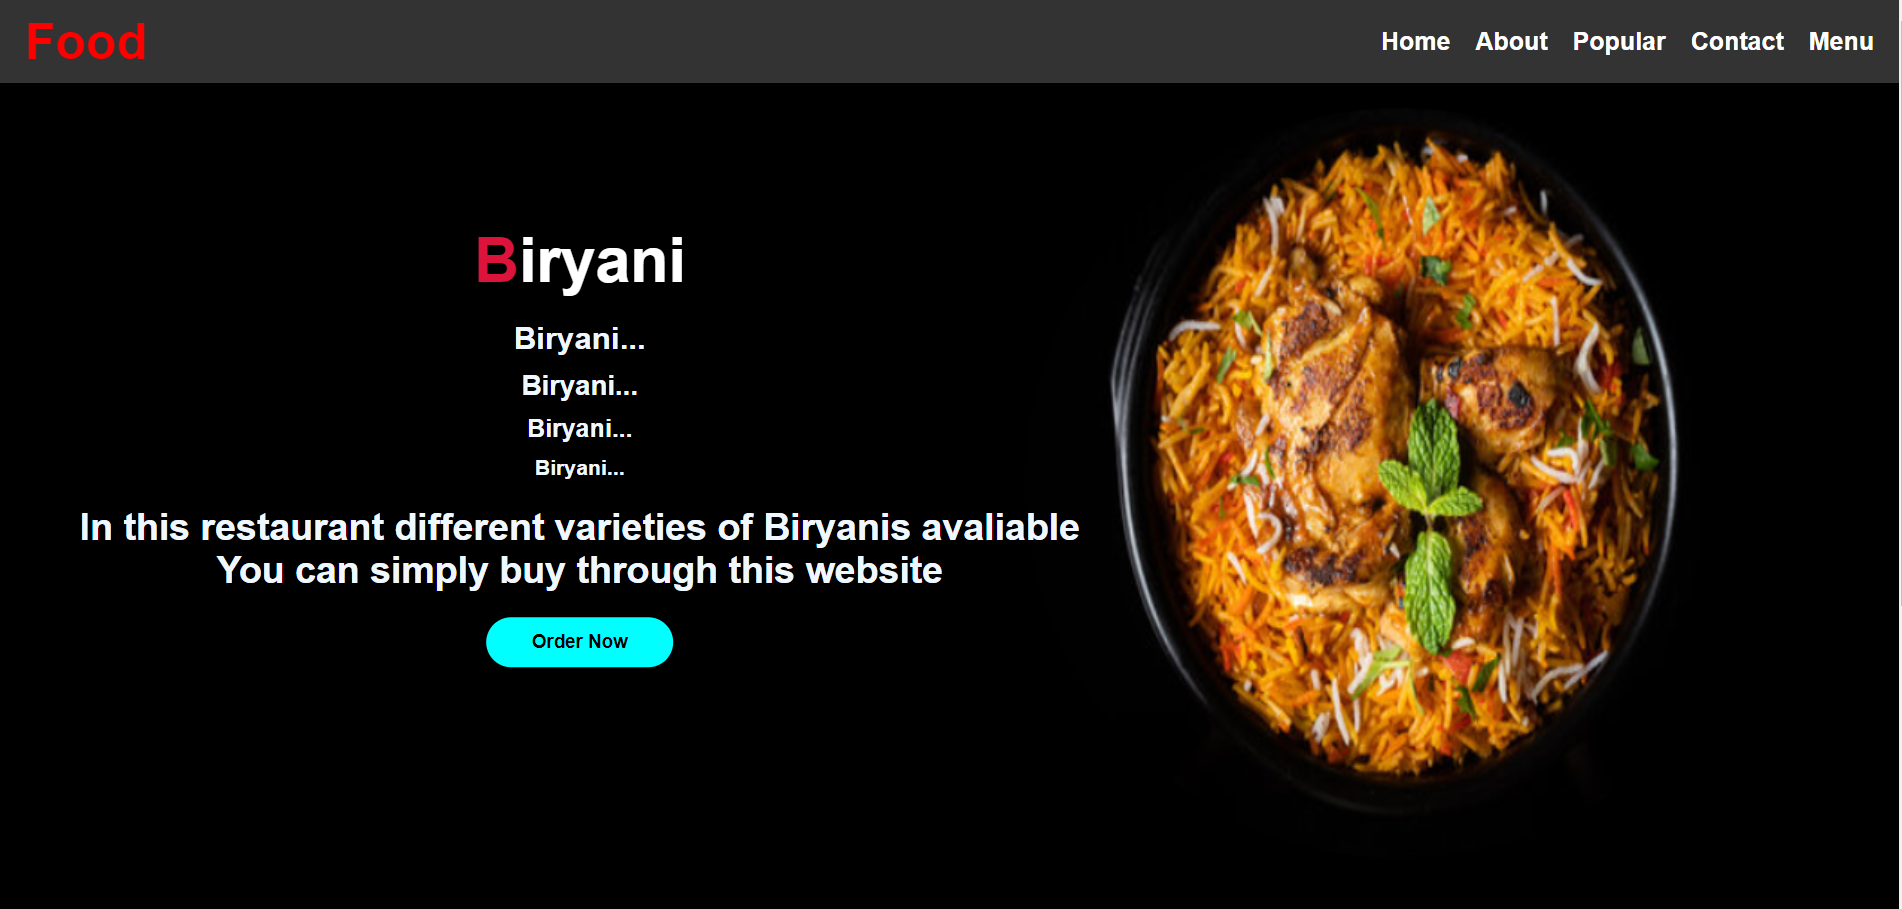 Food
Home About Popular Contact Menu
Biryani
Biryani...
Biryani...
Biryani...
Biryani...
In this restaurant different varieties of Biryanis avaliable
You can simply buy through this website
Order Now